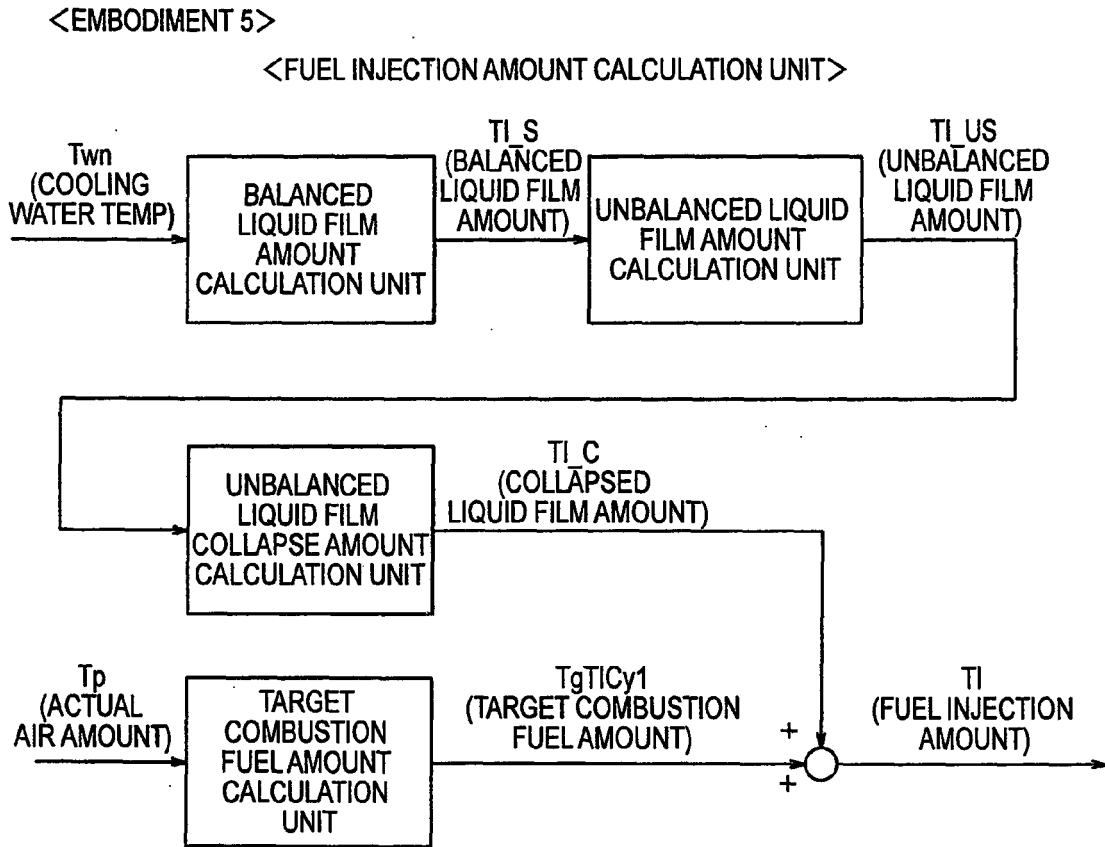 <EMBODIMENT 5>
<FUEL INJECTION AMOUNT CALCULATION UNIT>
Twn
(COOLING
WATER TEMP)
BALANCED
LIQUID FILM
AMOUNT
CALCULATION UNIT
TI_S
(BALANCED
LIQUID FILM
AMOUNT)
UNBALANCED LIQUID
FILM AMOUNT
CALCULATION UNIT
TI_US
(UNBALANCED
LIQUID FILM
AMOUNT)
UNBALANCED
LIQUID FILM
COLLAPSE AMOUNT
CALCULATION UNIT
TI_C
(COLLAPSED
LIQUID FILM AMOUNT)
Tp
(ACTUAL
AIR AMOUNT)
TARGET
COMBUSTION
FUEL AMOUNT
CALCULATION
UNIT
TgTICy1
(TARGET COMBUSTION
FUEL AMOUNT)
+
+
TI
(FUEL INJECTION
AMOUNT)